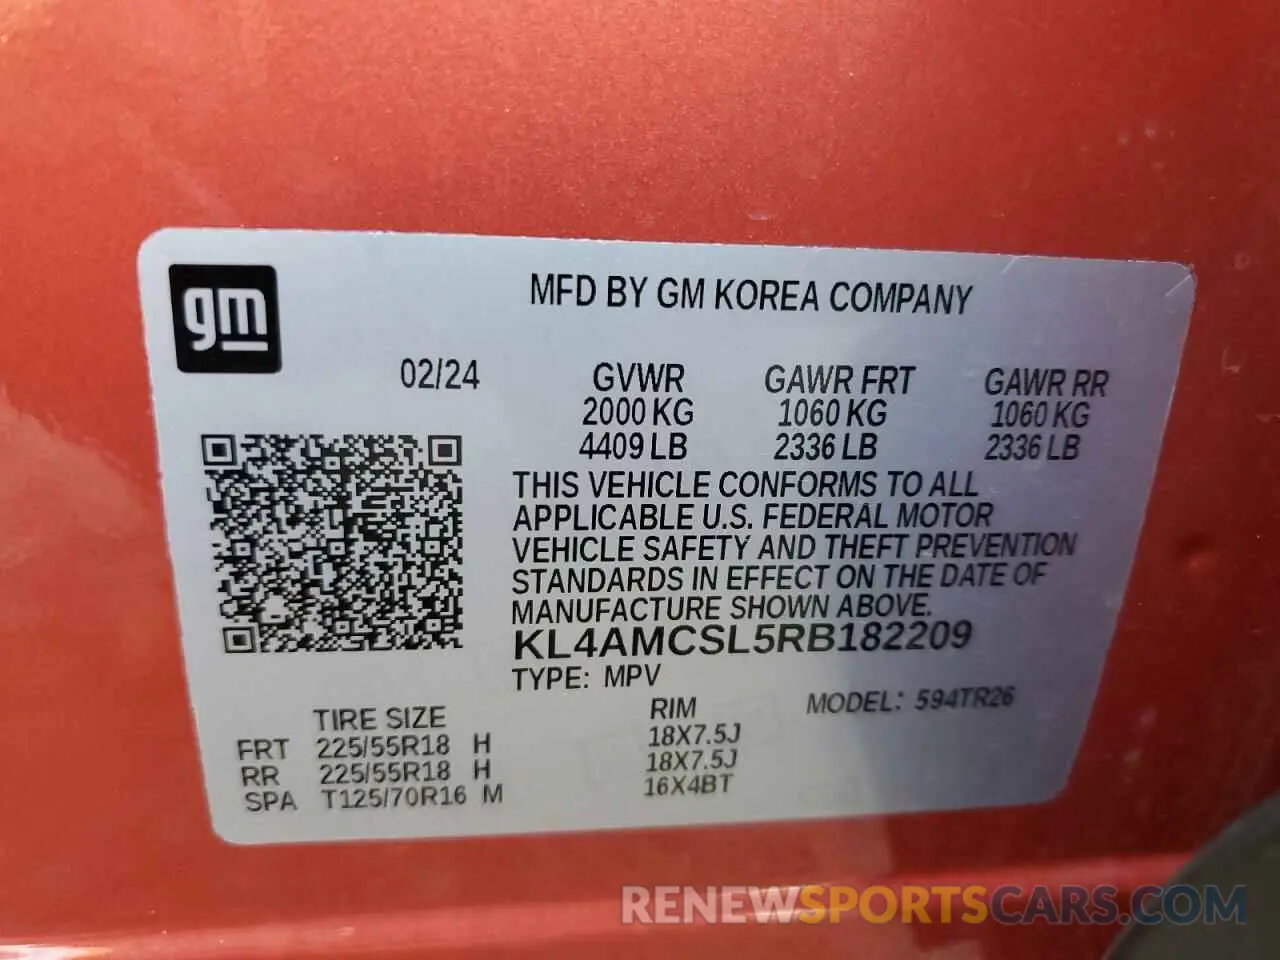 gm
MFD BY GM KOREA COMPANY
02/24
GVWR GAWR FRT GAWR RR
2000 KG 1060 KG 1060 KG
4409 LB 2336 LB 2336 LB
THIS VEHICLE CONFORMS TO ALL
APPLICABLE U.S. FEDERAL MOTOR
VEHICLE SAFETY AND THEFT PREVENTION
STANDARDS IN EFFECT ON THE DATE OF
MANUFACTURE SHOWN ABOVE.
KL4AMCSL5RB182209
TYPE: MPV
TIRE SIZE RIM MODEL: 594TR26
FRT 225/55R18 H 18X7.5J
RR 225/55R18 H 18X7.5J
SPA T125/70R16 M 16X4BT
RENEWSPORTSCARS.COM